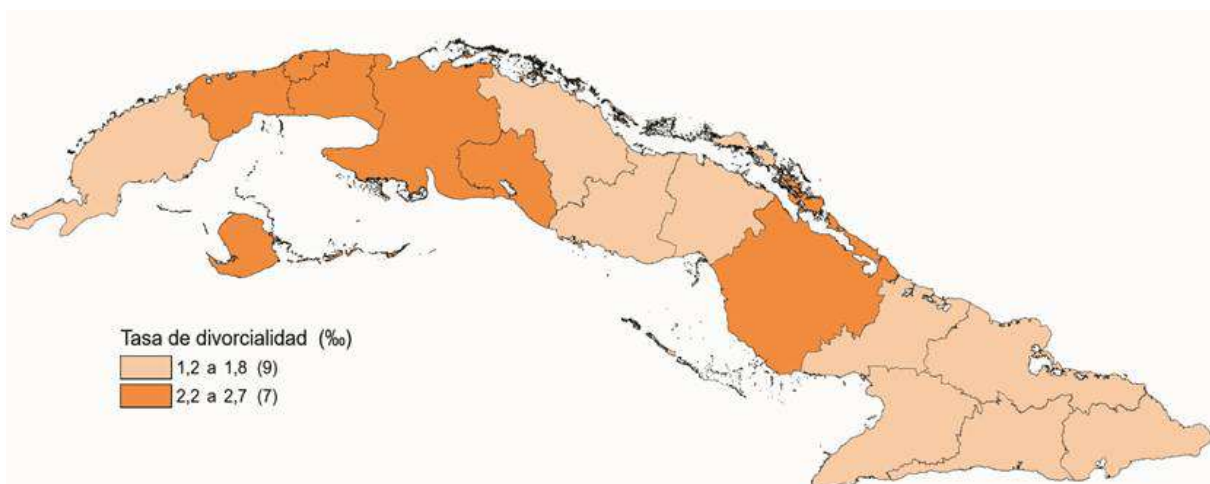 Tasa de divorcialidad (‰)
1,2 a 1,8 (9)
2,2 a 2,7 (7)